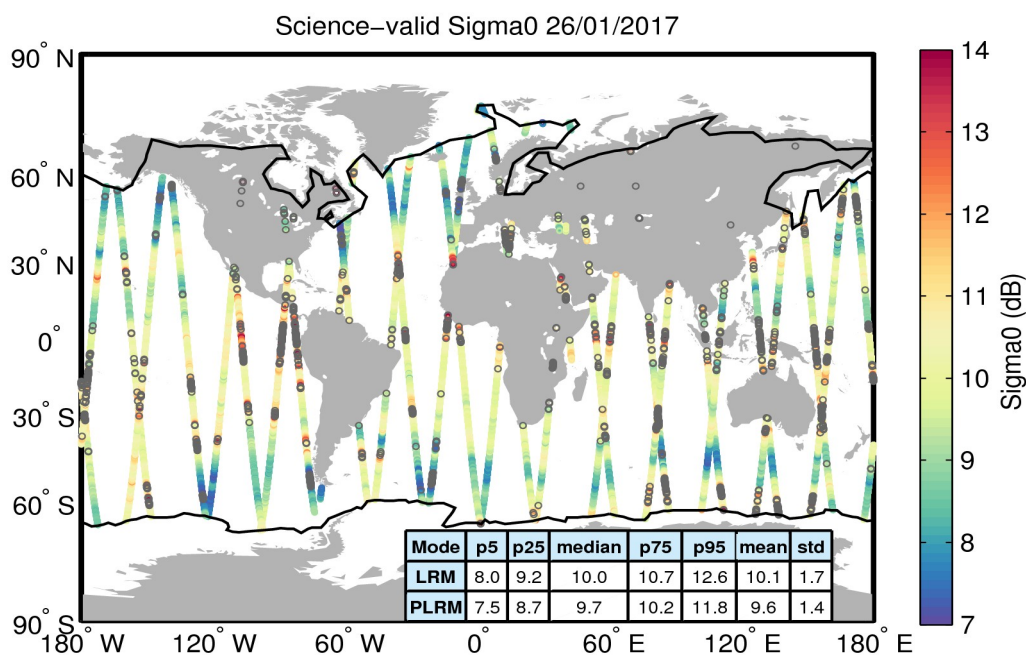 Science−valid Sigma0 26/01/2017
90° N
60° N
30° N
0°
30° S
60° S
90° S
180° W
120° W
60° W
0°
60° E
120° E
180° E
14
13
12
11
10
9
8
7
Sigma0 (dB)
Mode p5 p25 median p75 p95 mean std
LRM 8.0 9.2 10.0 10.7 12.6 10.1 1.7
PLRM 7.5 8.7 9.7 10.2 11.8 9.6 1.4